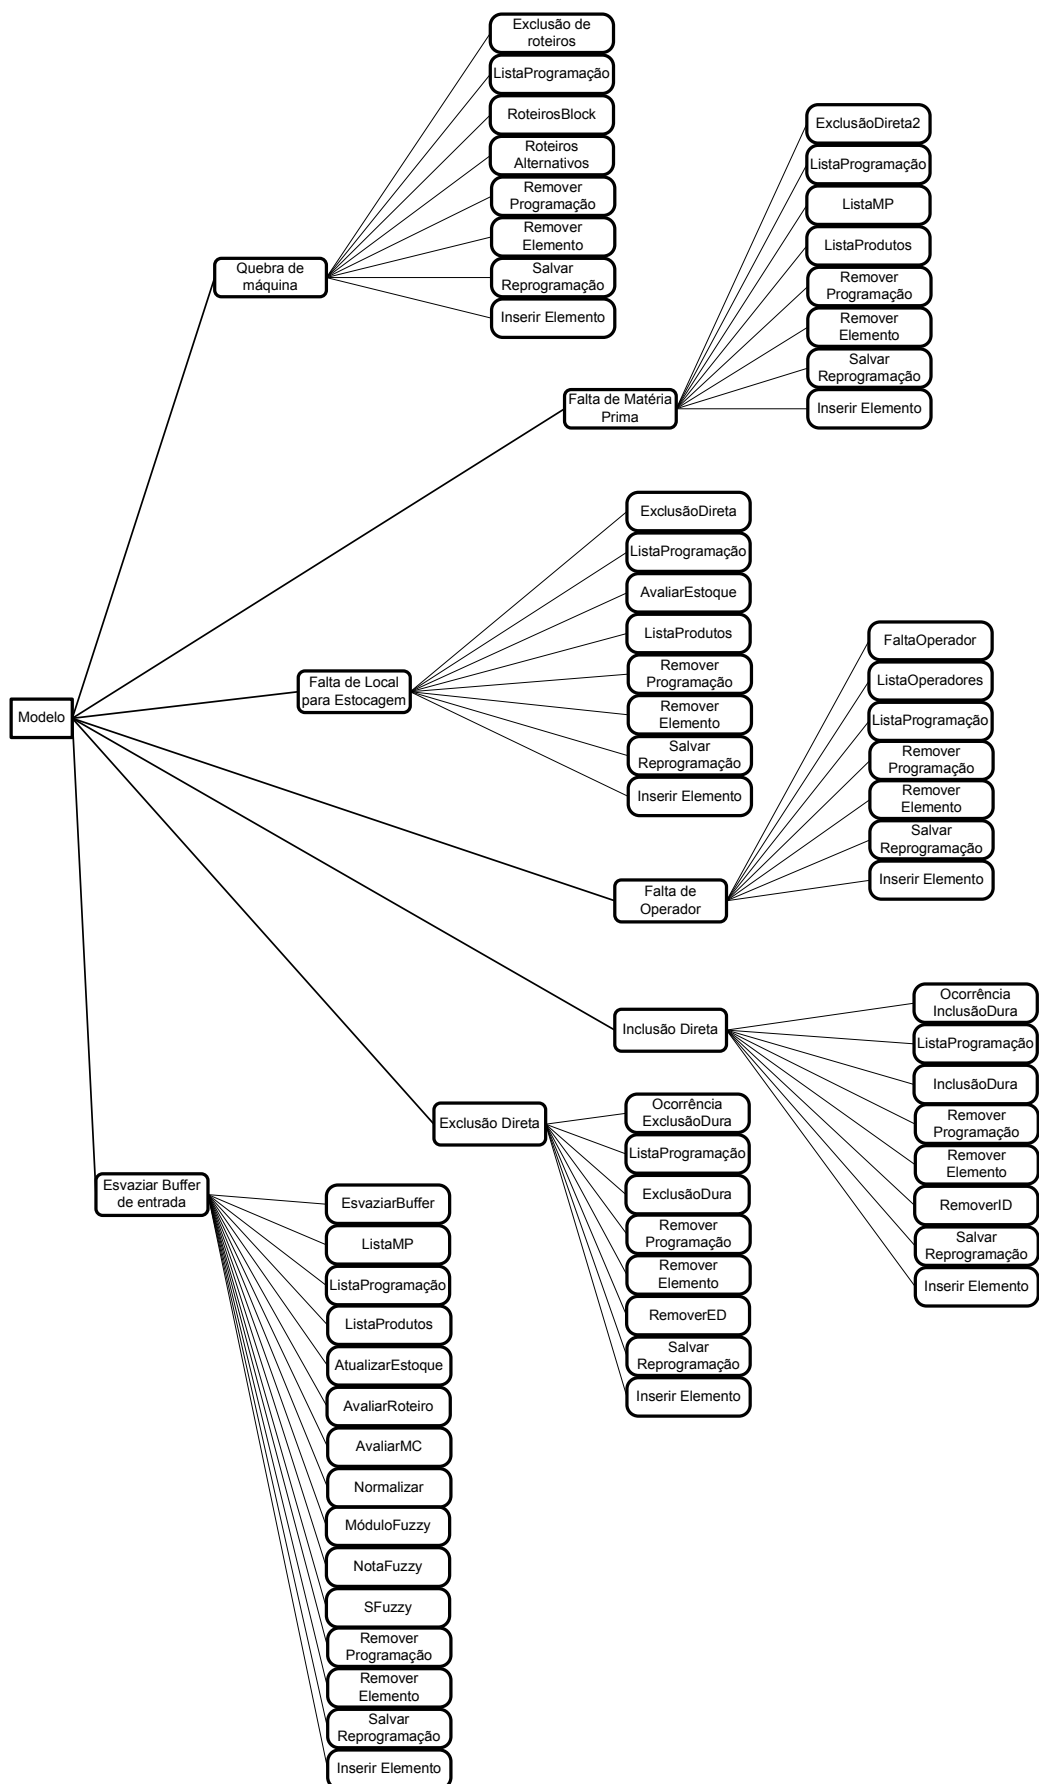 Exclusão de
roteiros
ListaProgramação
RoteirosBlock
Roteiros
Alternativos
Remover
Programação
Remover
Elemento
Salvar
Reprogramação
Inserir Elemento
Quebra de
máquina
ExclusãoDireta2
ListaProgramação
ListaMP
ListaProdutos
Remover
Programação
Remover
Elemento
Salvar
Reprogramação
Inserir Elemento
Falta de Matéria
Prima
ExclusãoDireta
ListaProgramação
AvaliarEstoque
ListaProdutos
Remover
Programação
Remover
Elemento
Salvar
Reprogramação
Inserir Elemento
Falta de Local
para Estocagem
Modelo
FaltaOperador
ListaOperadores
ListaProgramação
Remover
Programação
Remover
Elemento
Salvar
Reprogramação
Inserir Elemento
Falta de
Operador
Ocorrência
InclusãoDura
ListaProgramação
InclusãoDura
Remover
Programação
Remover
Elemento
RemoverID
Salvar
Reprogramação
Inserir Elemento
Inclusão Direta
Exclusão Direta
Ocorrência
ExclusãoDura
ListaProgramação
ExclusãoDura
Remover
Programação
Remover
Elemento
RemoverED
Salvar
Reprogramação
Inserir Elemento
Esvaziar Buffer
de entrada
EsvaziarBuffer
ListaMP
ListaProgramação
ListaProdutos
AtualizarEstoque
AvaliarRoteiro
AvaliarMC
Normalizar
MóduloFuzzy
NotaFuzzy
SFuzzy
Remover
Programação
Remover
Elemento
Salvar
Reprogramação
Inserir Elemento